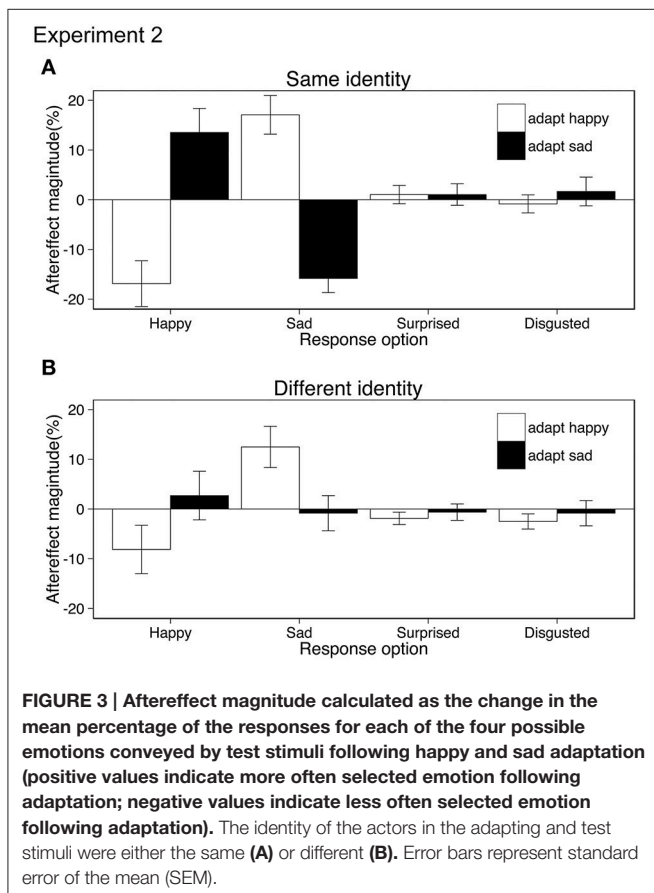 Experiment 2
A
Same identity
Aftereffect magintude(%)
20
10
0
-10
-20
adapt happy
adapt sad
Happy Sad Surprised Disgusted
Response option
B
Different identity
Aftereffect magitude(%)
20
10
0
-10
-20
adapt happy
adapt sad
Happy Sad Surprised Disgusted
Response option
FIGURE 3 | Aftereffect magnitude calculated as the change in the
mean percentage of the responses for each of the four possible
emotions conveyed by test stimuli following happy and sad adaptation
(positive values indicate more often selected emotion following
adaptation; negative values indicate less often selected emotion
following adaptation). The identity of the actors in the adapting and test
stimuli were either the same (A) or different (B). Error bars represent standard
error of the mean (SEM).